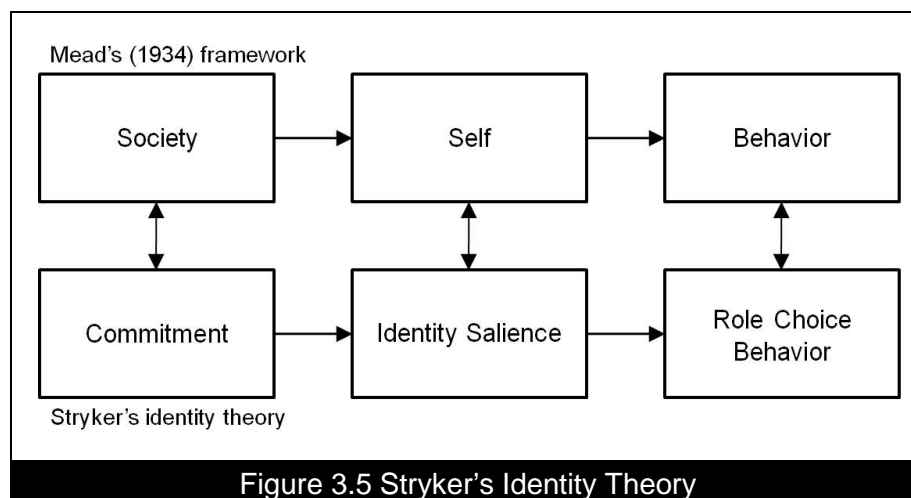 Mead's (1934) framework
Society
Self
Behavior
Commitment
Identity Salience
Role Choice
Behavior
Stryker's identity theory
Figure 3.5 Stryker's Identity Theory